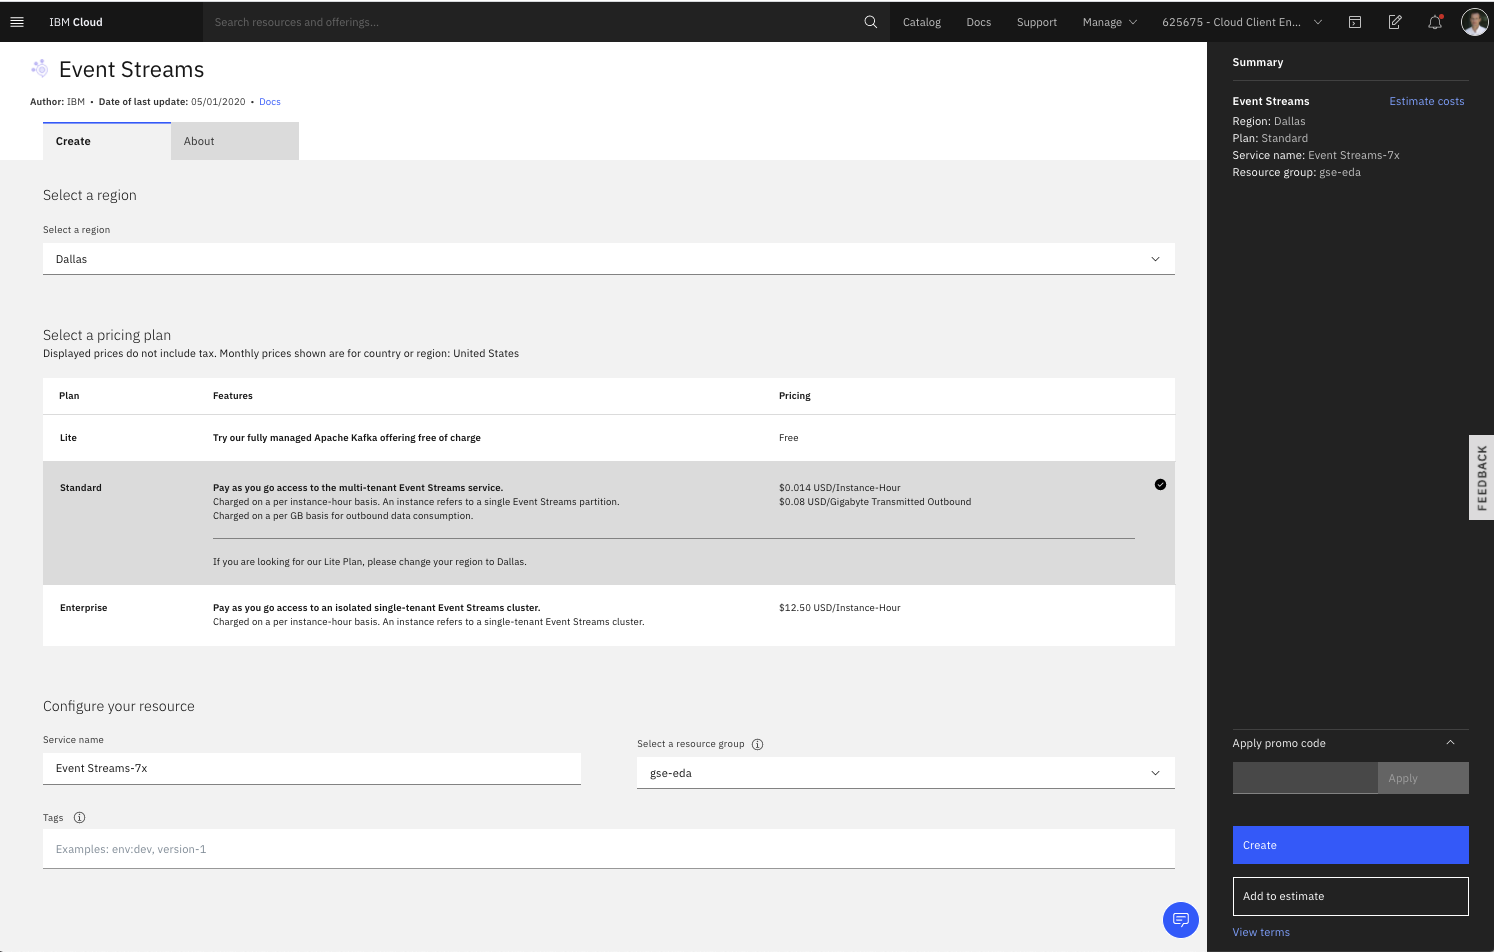 IBM Cloud
Search resources and offerings...
Catalog
Docs
Support
Manage
625675 - Cloud Client En...
Event Streams
Author: IBM • Date of last update: 05/01/2020 • Docs
Create
About
Select a region
Select a region
Dallas
Select a pricing plan
Displayed prices do not include tax. Monthly prices shown are for country or region: United States
Plan
Features
Pricing
Lite
Try our fully managed Apache Kafka offering free of charge
Free
Standard
Pay as you go access to the multi-tenant Event Streams service.
Charged on a per instance-hour basis. An instance refers to a single Event Streams partition.
Charged on a per GB basis for outbound data consumption.
$0.014 USD/Instance-Hour
$0.08 USD/Gigabyte Transmitted Outbound
If you are looking for our Lite Plan, please change your region to Dallas.
Enterprise
Pay as you go access to an isolated single-tenant Event Streams cluster.
Charged on a per instance-hour basis. An instance refers to a single-tenant Event Streams cluster.
$12.50 USD/Instance-Hour
Configure your resource
Service name
Event Streams-7x
Select a resource group
gse-eda
Tags
Examples: env:dev, version-1
Summary
Event Streams
Estimate costs
Region: Dallas
Plan: Standard
Service name: Event Streams-7x
Resource group: gse-eda
FEEDBACK
Apply promo code
Apply
Create
Add to estimate
View terms